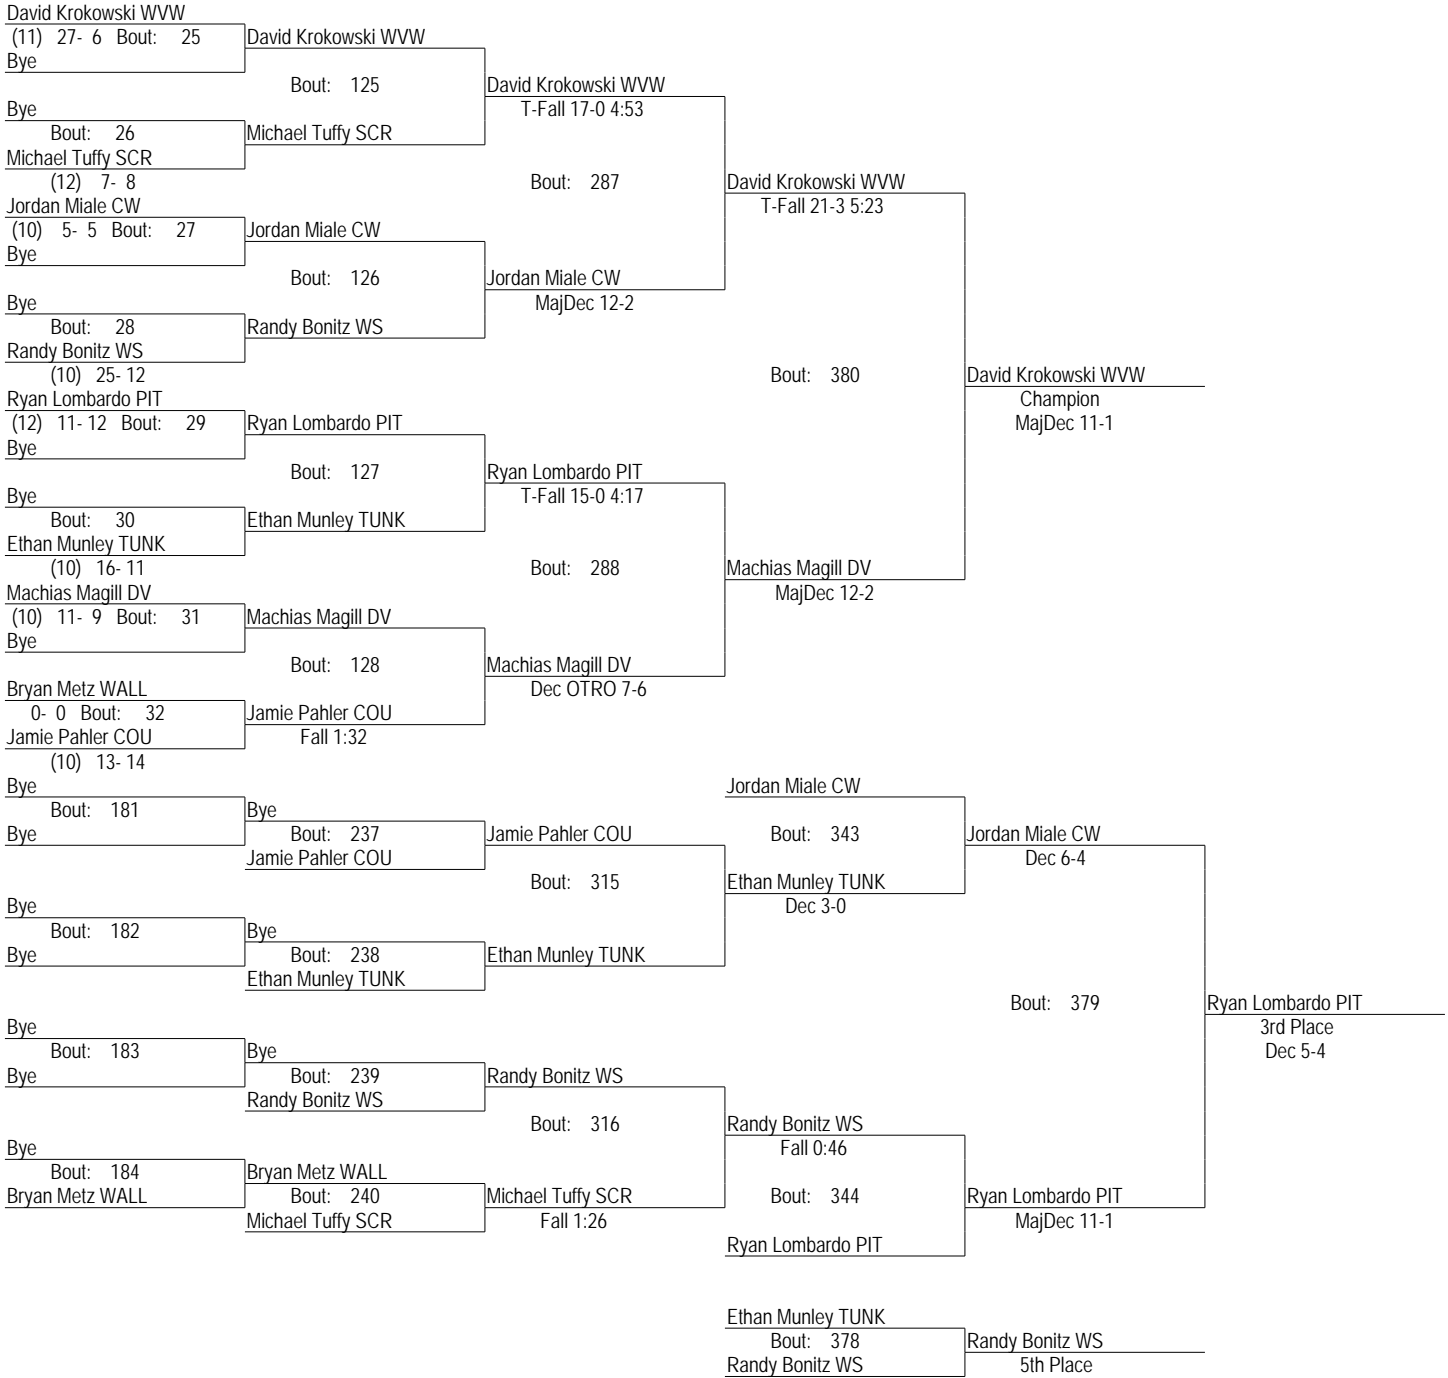 David Krokowski WVW
(11) 27- 6 Bout: 25
Bye
David Krokowski WVW
Bout: 125
Bye
Bout: 26
Michael Tuffy SCR
(12) 7- 8
Michael Tuffy SCR
David Krokowski WVW
T-Fall 17-0 4:53
Bout: 287
Jordan Miale CW
(10) 5- 5 Bout: 27
Bye
Jordan Miale CW
Bout: 126
Bye
Bout: 28
Randy Bonitz WS
(10) 25- 12
Randy Bonitz WS
Jordan Miale CW
MajDec 12-2
David Krokowski WVW
T-Fall 21-3 5:23
Bout: 380
Ryan Lombardo PIT
(12) 11- 12 Bout: 29
Bye
Ryan Lombardo PIT
Bout: 127
Bye
Bout: 30
Ethan Munley TUNK
(10) 16- 11
Ethan Munley TUNK
Ryan Lombardo PIT
T-Fall 15-0 4:17
Bout: 288
Machias Magill DV
(10) 11- 9 Bout: 31
Bye
Machias Magill DV
Bout: 128
Bryan Metz WALL
0- 0 Bout: 32
Jamie Pahler COU
(10) 13- 14
Jamie Pahler COU
Fall 1:32
Machias Magill DV
Dec OTRO 7-6
Machias Magill DV
MajDec 12-2
David Krokowski WVW
Champion
MajDec 11-1
Bye
Bout: 181
Bye
Bye
Bout: 237
Jamie Pahler COU
Jamie Pahler COU
Bout: 315
Bye
Bout: 182
Bye
Bye
Bout: 238
Ethan Munley TUNK
Ethan Munley TUNK
Jordan Miale CW
Bout: 343
Ethan Munley TUNK
Dec 3-0
Jordan Miale CW
Dec 6-4
Bout: 379
Bye
Bout: 183
Bye
Bye
Bout: 239
Randy Bonitz WS
Randy Bonitz WS
Bout: 316
Bye
Bout: 184
Bryan Metz WALL
Bryan Metz WALL
Bout: 240
Michael Tuffy SCR
Michael Tuffy SCR
Fall 1:26
Randy Bonitz WS
Fall 0:46
Bout: 344
Ryan Lombardo PIT
Ryan Lombardo PIT
MajDec 11-1
Ryan Lombardo PIT
3rd Place
Dec 5-4
Ethan Munley TUNK
Bout: 378
Randy Bonitz WS
Randy Bonitz WS
5th Place